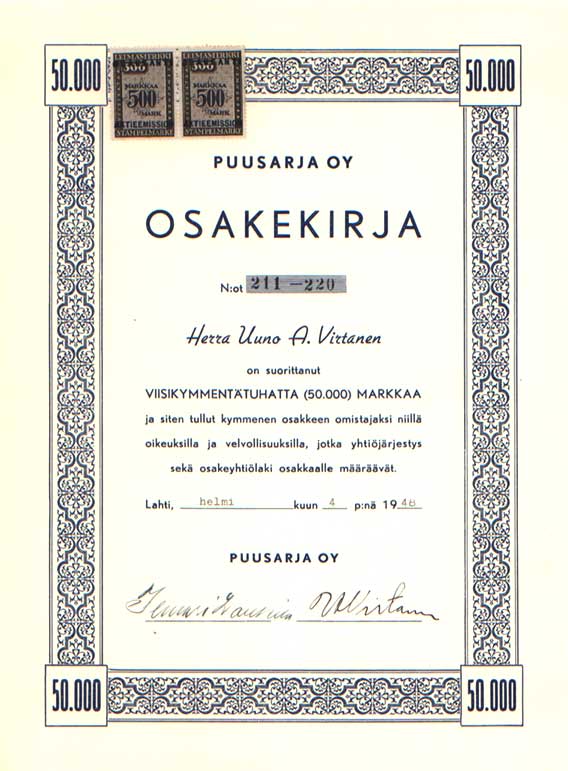 50.000
50.000
LEIMAMERKKI LEIMAMERKKI
MARKKAA MARKKAA
500 500
MARK MARK
AKTIEEMISSIO AKTIEEMISSIO
STÄMPELMÄRKE STÄMPELMÄRKE
PUUSARJA OY
OSAKEKIRJA
N:ot 211 — 220
Herra Uuno A. Virtanen
on suorittanut
VIISIKYMMENTÄTUHATTA (50.000) MARKKAA
ja siten tullut kymmenen osakkeen omistajaksi niillä
oikeuksilla ja velvollisuuksilla, jotka yhtiöjärjestys
sekä osakeyhtiölaki osakkaalle määräävät.
Lahti, helmi kuun 4 p:nä 1948
PUUSARJA OY
Virtanen
50.000
50.000